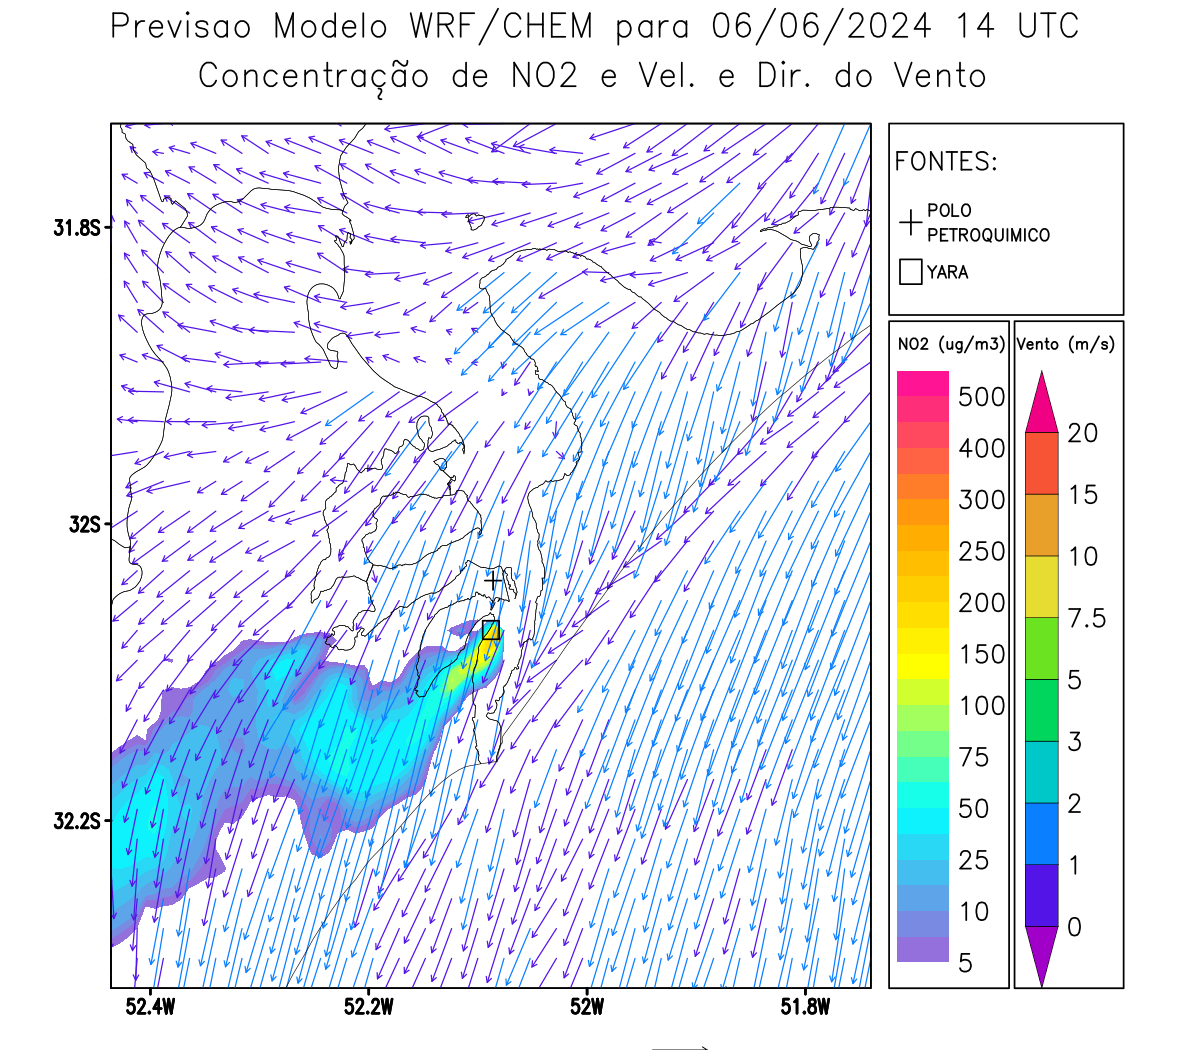 Previsao Modelo WRF/CHEM para 06/06/2024 14 UTC
Concentração de NO2 e Vel. e Dir. do Vento
FONTES:
POLO
PETROQUIMICO
YARA
NO2 (ug/m3)
500
400
300
250
200
150
100
75
50
25
10
5
Vento (m/s)
20
15
10
7.5
5
3
2
1
0
31.8S
32S
32.2S
52.4W
52.2W
52W
51.8W